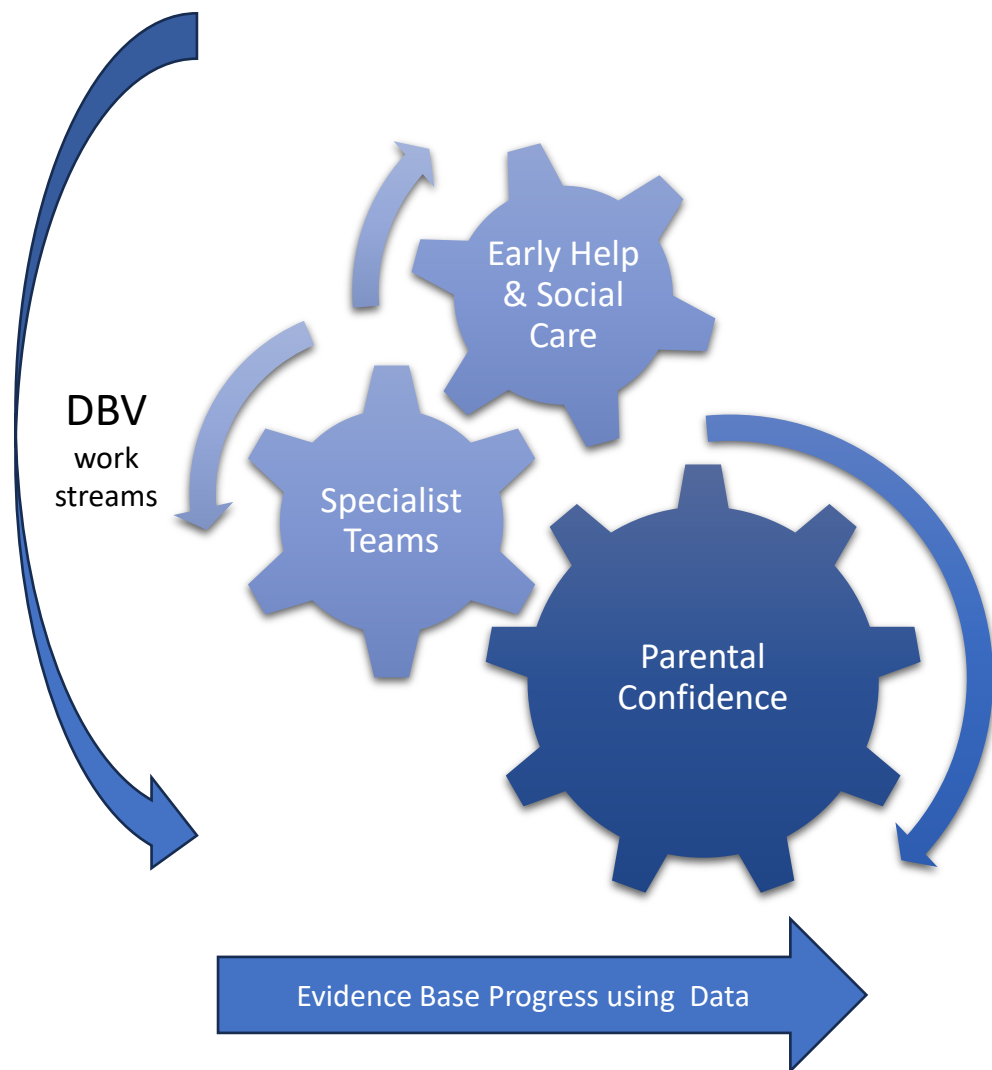 Early Help
& Social
Care
DBV
work
streams
Specialist
Teams
Parental
Confidence
Evidence Base Progress using  Data